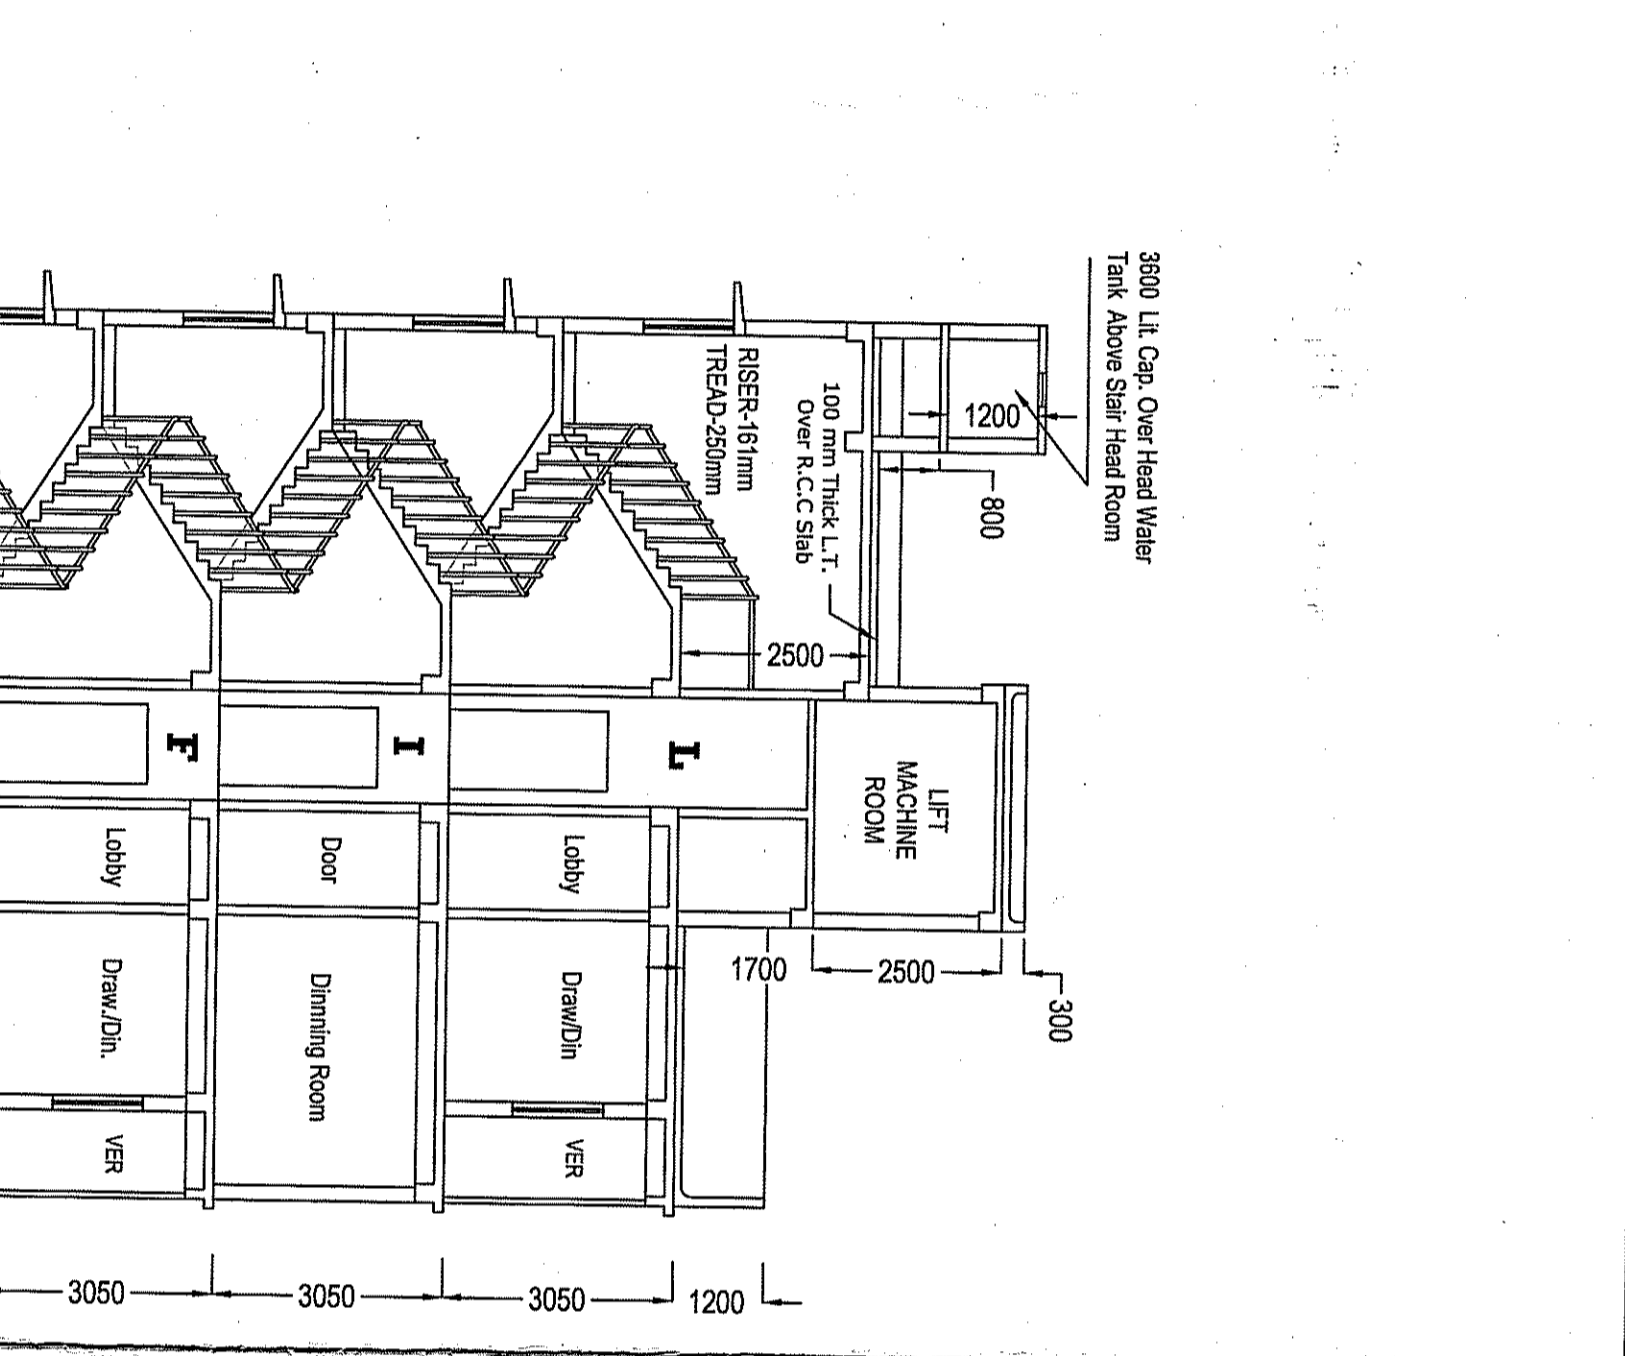 3600 Lit. Cap. Over Head Water
Tank Above Stair Head Room
1200
800
100 mm Thick L.T.
Over R.C.C Slab
RISER-161mm
TREAD-250mm
2500
LIFT
MACHINE
ROOM
300
2500
1700
L
I
F
Lobby
Draw/Din
VER
Door
Dinnning Room
Lobby
Draw./Din.
VER
1200
3050
3050
3050